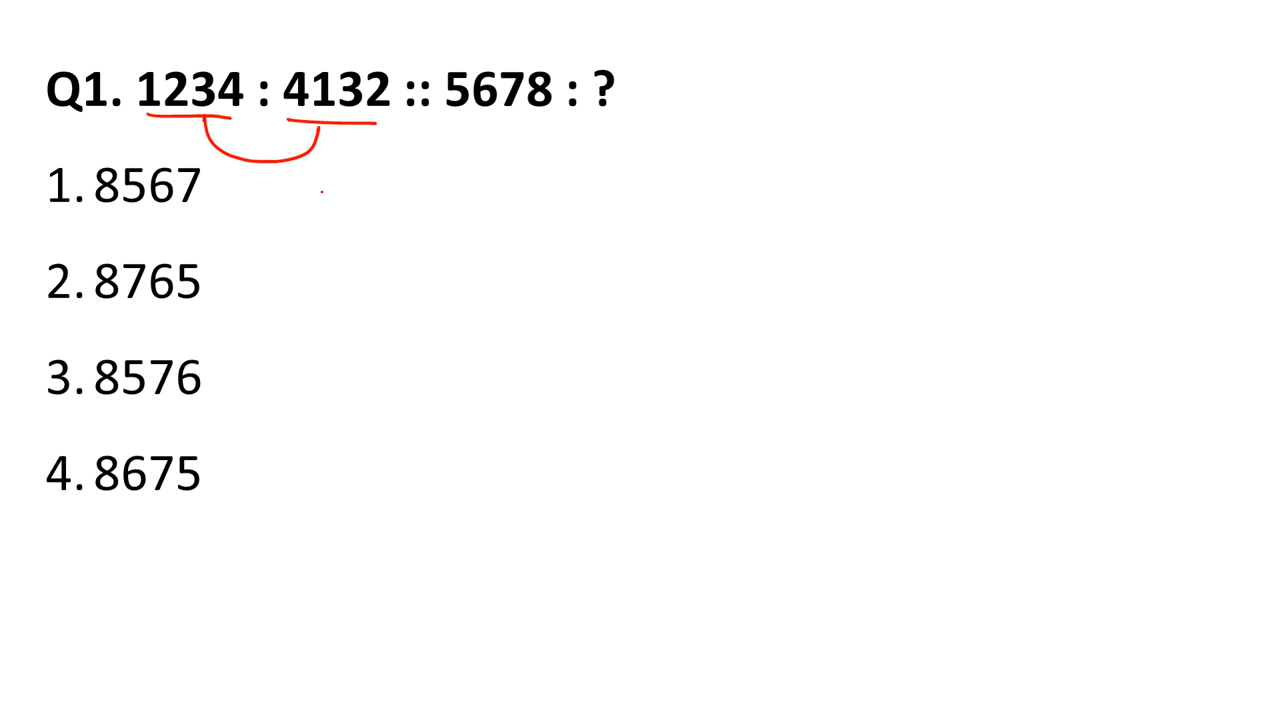 Q1. 1234 : 4132 :: 5678 : ?
1. 8567
2. 8765
3. 8576
4. 8675